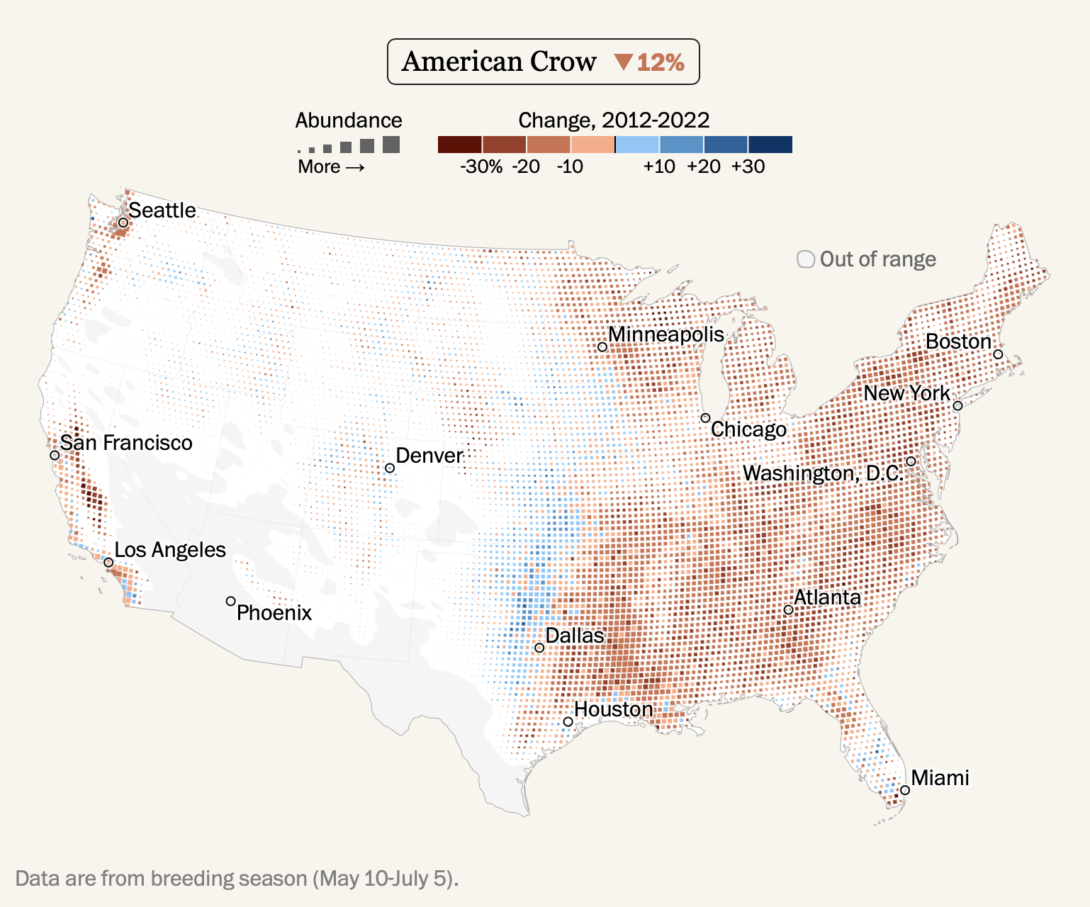 American Crow ▼12%
Abundance
More →
Change, 2012-2022
-30% -20 -10 +10 +20 +30
Seattle
Out of range
Minneapolis
Boston
New York
Chicago
San Francisco
Denver
Washington, D.C.
Los Angeles
Phoenix
Atlanta
Dallas
Houston
Miami
Data are from breeding season (May 10-July 5).